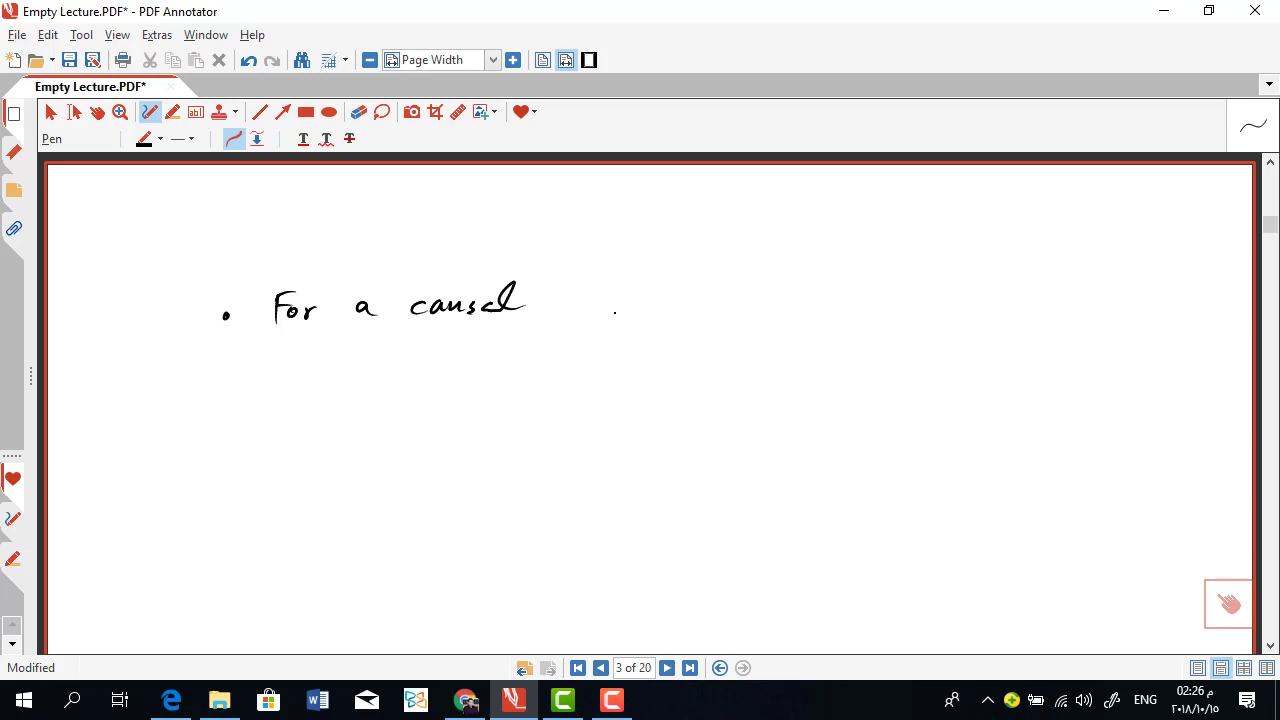 Empty Lecture.PDF* - PDF Annotator
File Edit Tool View Extras Window Help
Page Width
Empty Lecture.PDF*
Pen
• For a causal
Modified
3 of 20
ENG
02:26 م
٢٠١٨/١٠/١٥